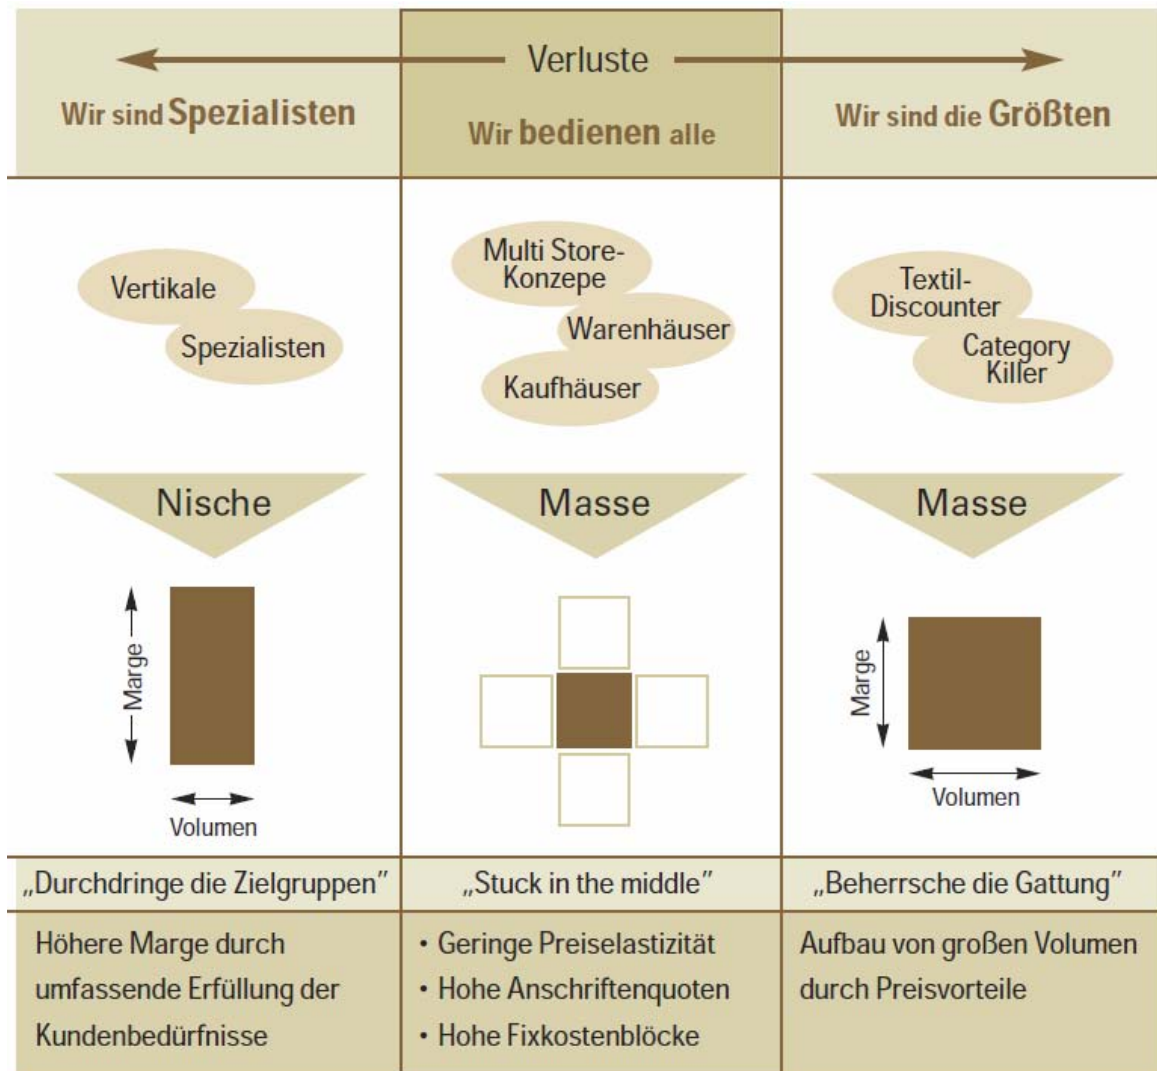 Verluste
Wir sind Spezialisten
Wir bedienen alle
Wir sind die Größten
Vertikale
Spezialisten
Multi Store-
Konzepe
Warenhäuser
Kaufhäuser
Textil-
Discounter
Category
Killer
Nische
Masse
Masse
Marge
Volumen
Marge
Volumen
„Durchdringe die Zielgruppen”
„Stuck in the middle”
„Beherrsche die Gattung”
Höhere Marge durch
umfassende Erfüllung der
Kundenbedürfnisse
• Geringe Preiselastizität
• Hohe Anschriftenquoten
• Hohe Fixkostenblöcke
Aufbau von großen Volumen
durch Preisvorteile